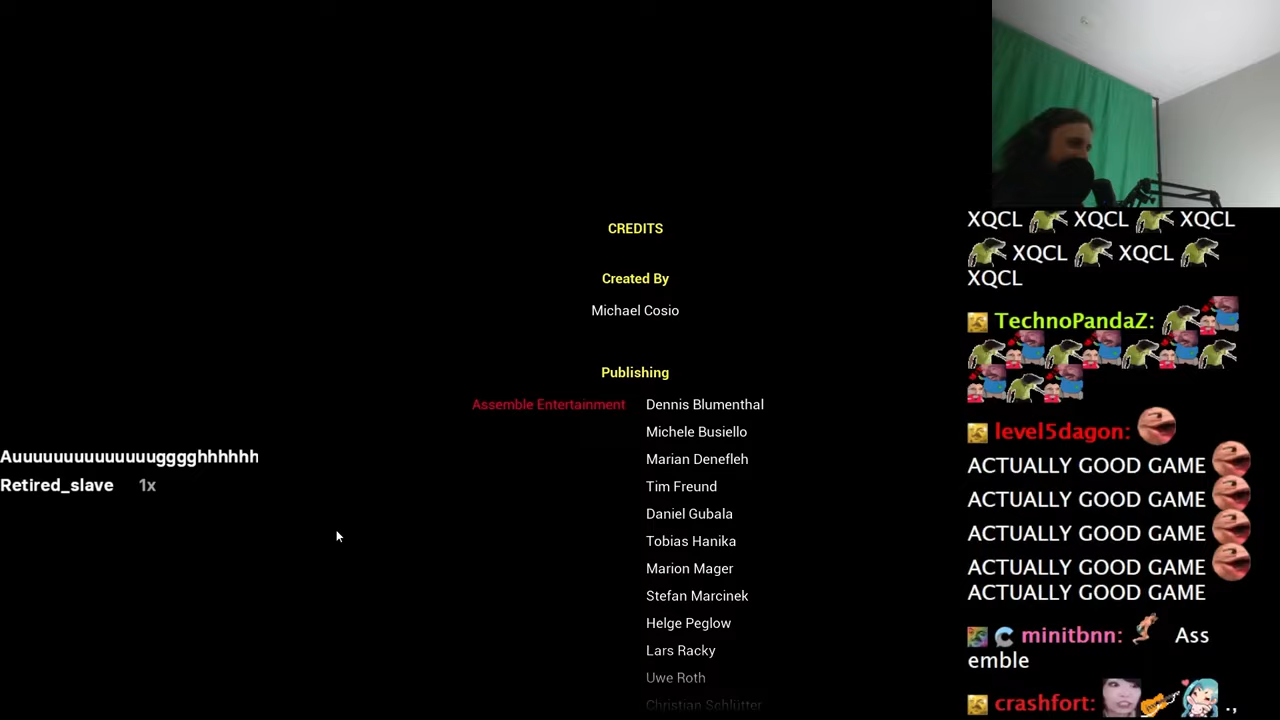 CREDITS
Created By
Michael Cosio
Publishing
Assemble Entertainment Dennis Blumenthal
Michele Busiello
Marian Denefleh
Tim Freund
Daniel Gubala
Tobias Hanika
Marion Mager
Stefan Marcinek
Helge Peglow
Lars Racky
Uwe Roth
Christian Schlütter
Auuuuuuuuuuuuuugggghhhhhh
Retired_slave 1x
XQCL XQCL XQCL
XQCL XQCL
XQCL
TechnoPandaZ:
level5dagon:
ACTUALLY GOOD GAME
ACTUALLY GOOD GAME
ACTUALLY GOOD GAME
ACTUALLY GOOD GAME
ACTUALLY GOOD GAME
minitbnn: Ass
emble
crashfort: .,